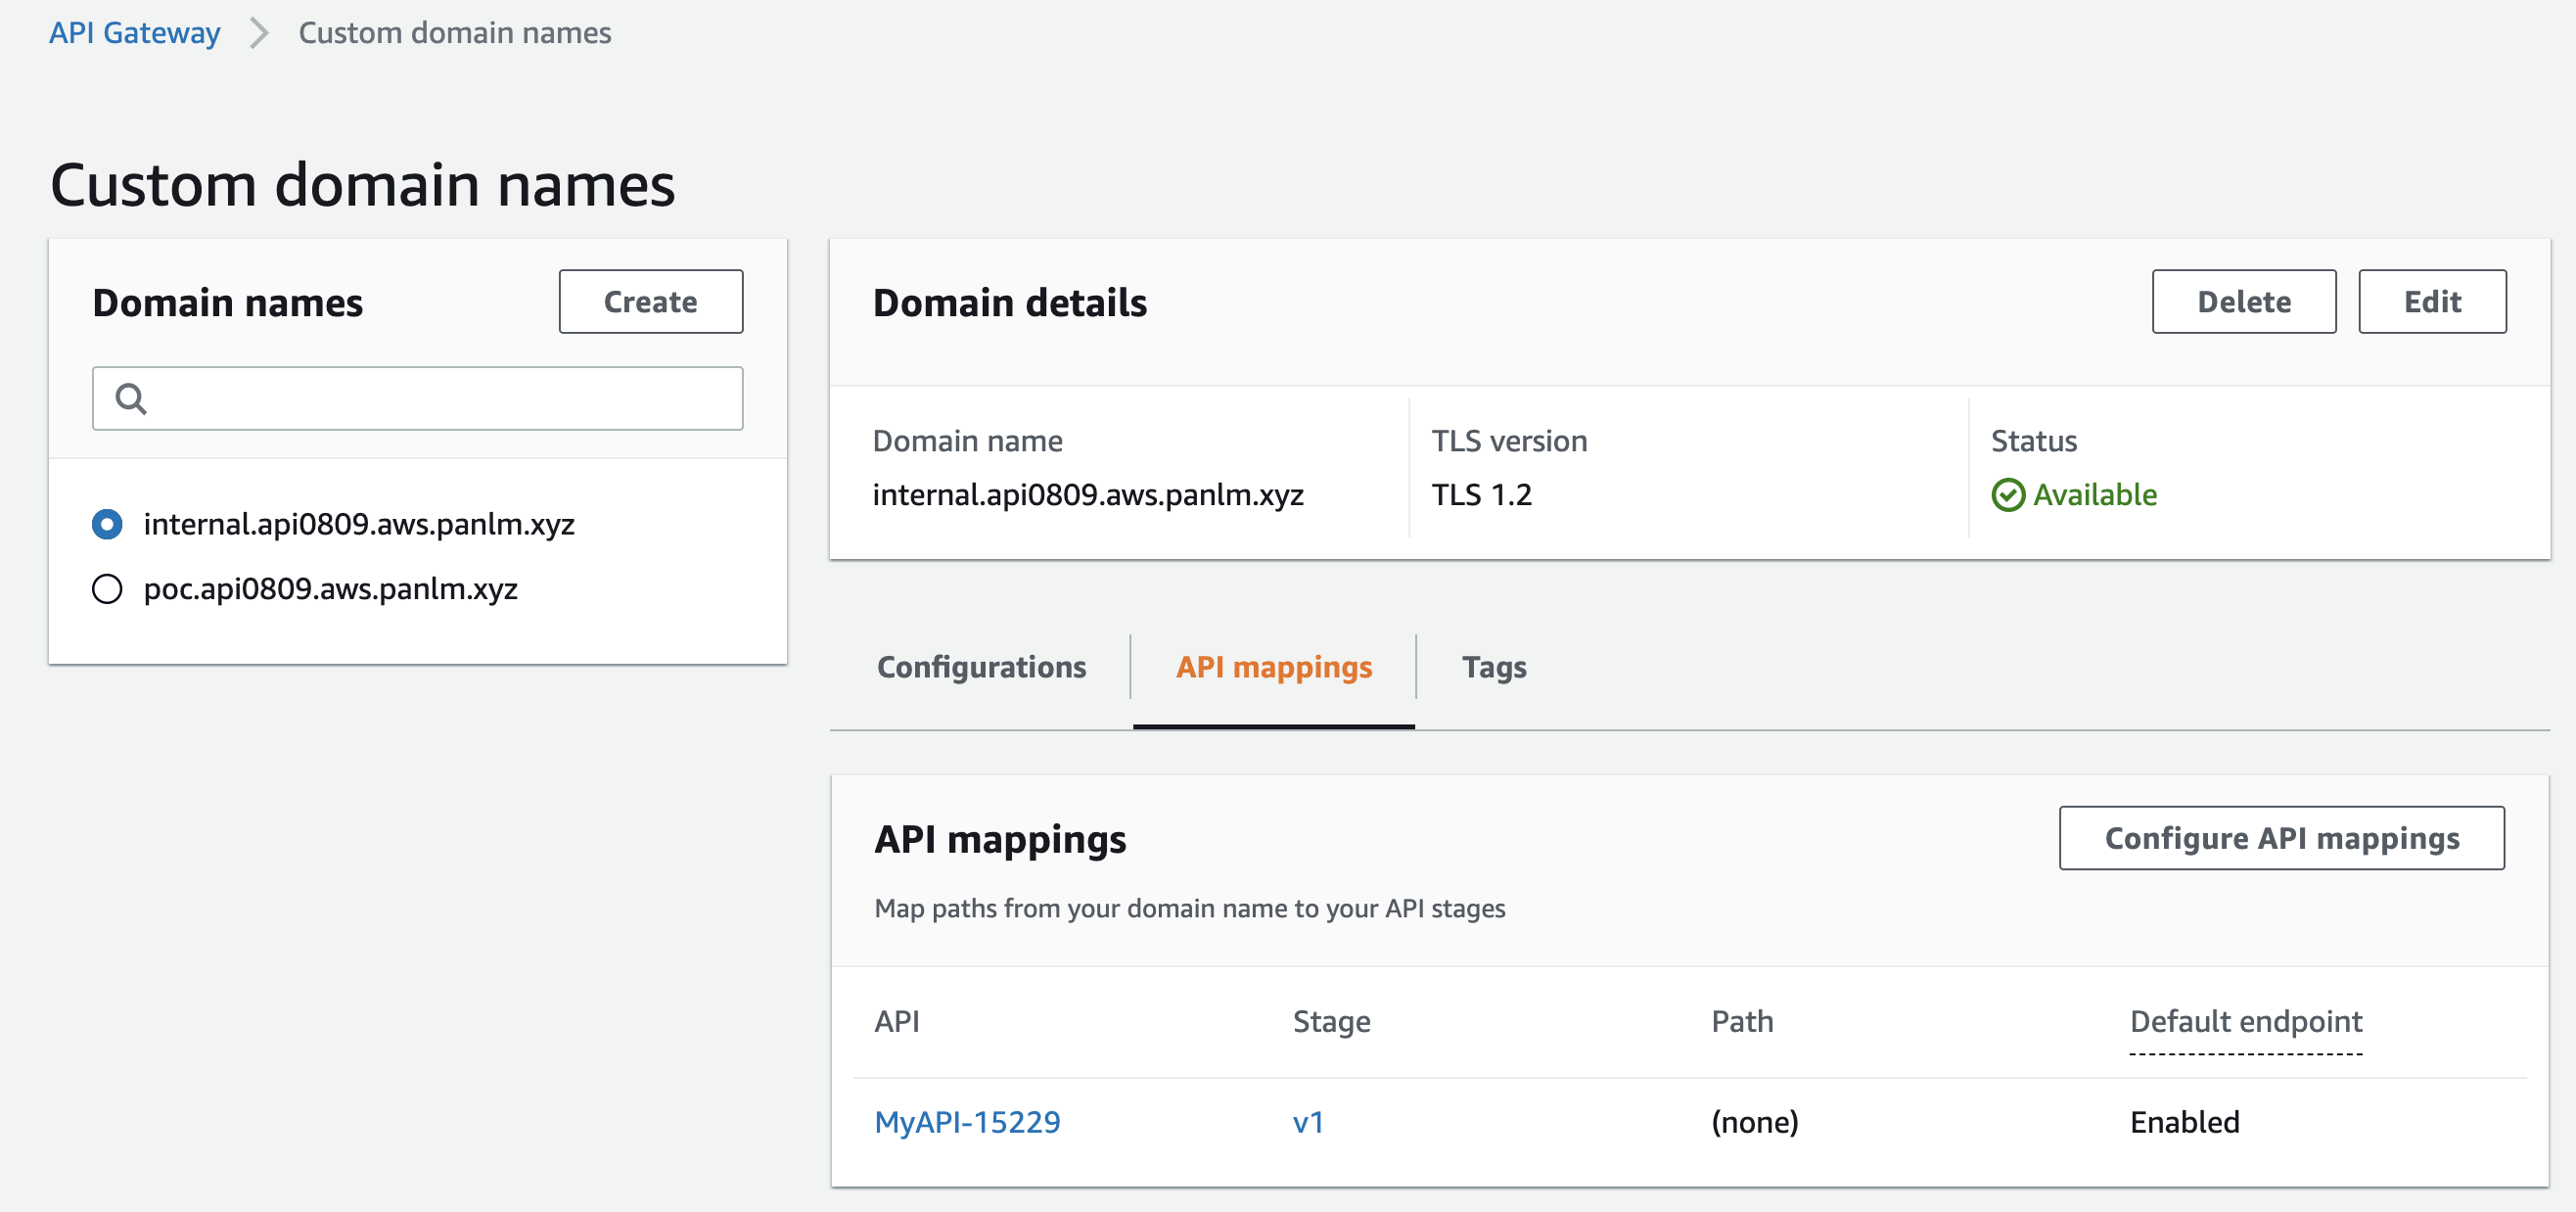 API Gateway > Custom domain names
Custom domain names
Domain names
Create
internal.api0809.aws.panlm.xyz
poc.api0809.aws.panlm.xyz
Domain details
Delete
Edit
Domain name
internal.api0809.aws.panlm.xyz
TLS version
TLS 1.2
Status
Available
Configurations
API mappings
Tags
API mappings
Configure API mappings
Map paths from your domain name to your API stages
API Stage Path Default endpoint
MyAPI-15229 v1 (none) Enabled